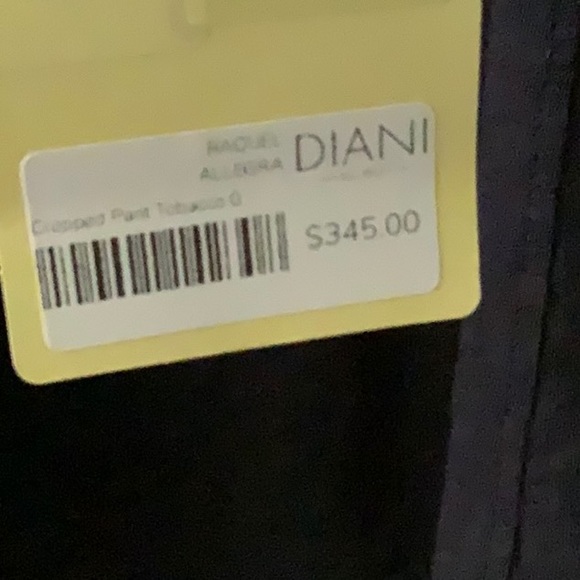 RAQUEL
ALLEGRA
DIANI
Cropped Pant Tobacco 0
$345.00